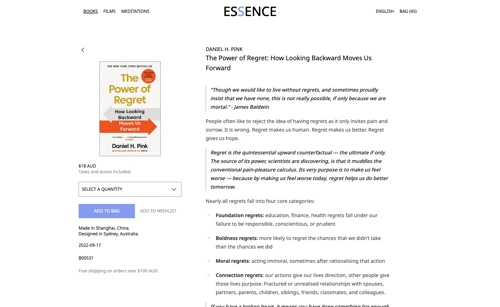 BOOKS FILMS MEDITATIONS
ESSENCE
ENGLISH BAG (45)
DANIEL H. PINK
The Power of Regret: How Looking Backward Moves Us
Forward
"Though we would like to live without regrets, and sometimes proudly
insist that we have none, this is not really possible, if only because we are
mortal." - James Baldwin
People often like to reject the idea of having regrets as it only invites pain and
sorrow. It is wrong. Regret makes us human. Regret makes us better. Regret
gives us hope.
Regret is the quintessential upward counterfactual — the ultimate if only.
The source of its power, scientists are discovering, is that it muddles the
conventional pain-pleasure calculus. Its very purpose is to make us feel
worse — because by making us feel worse today, regret helps us do better
tomorrow.
Nearly all regrets fall into four core categories:
Foundation regrets: education, finance, health regrets fall under our
failure to be responsible, conscientious, or prudent
Boldness regrets: more likely to regret the chances that we didn't take
than the chances we did
Moral regrets: acting immoral, sometimes after rationalising that action
Connection regrets: our actions give our lives direction, other people give
those lives purpose. Fractured or unrealised relationships with spouses,
partners, parents, children, siblings, friends, classmates, and colleagues.
The
Power of
Regret
How Looking
Backward
Moves Us
Forward
Daniel H. Pink
$18 AUD
Taxes and duties included.
SELECT A QUANTITY
ADD TO BAG ADD TO WISHLIST
Made in Shanghai, China.
Designed in Sydney, Australia.
2022-09-17
B00531
Free shipping on orders over $100 AUD.